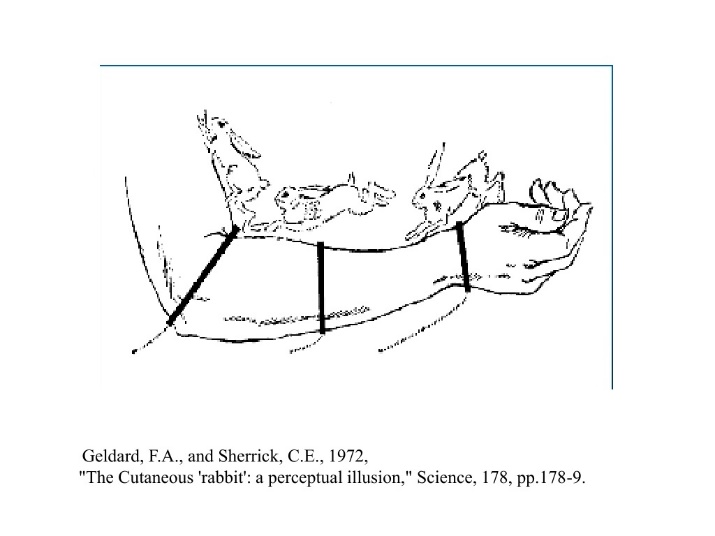 Geldard, F.A., and Sherrick, C.E., 1972,
"The Cutaneous 'rabbit': a perceptual illusion," Science, 178, pp.178-9.